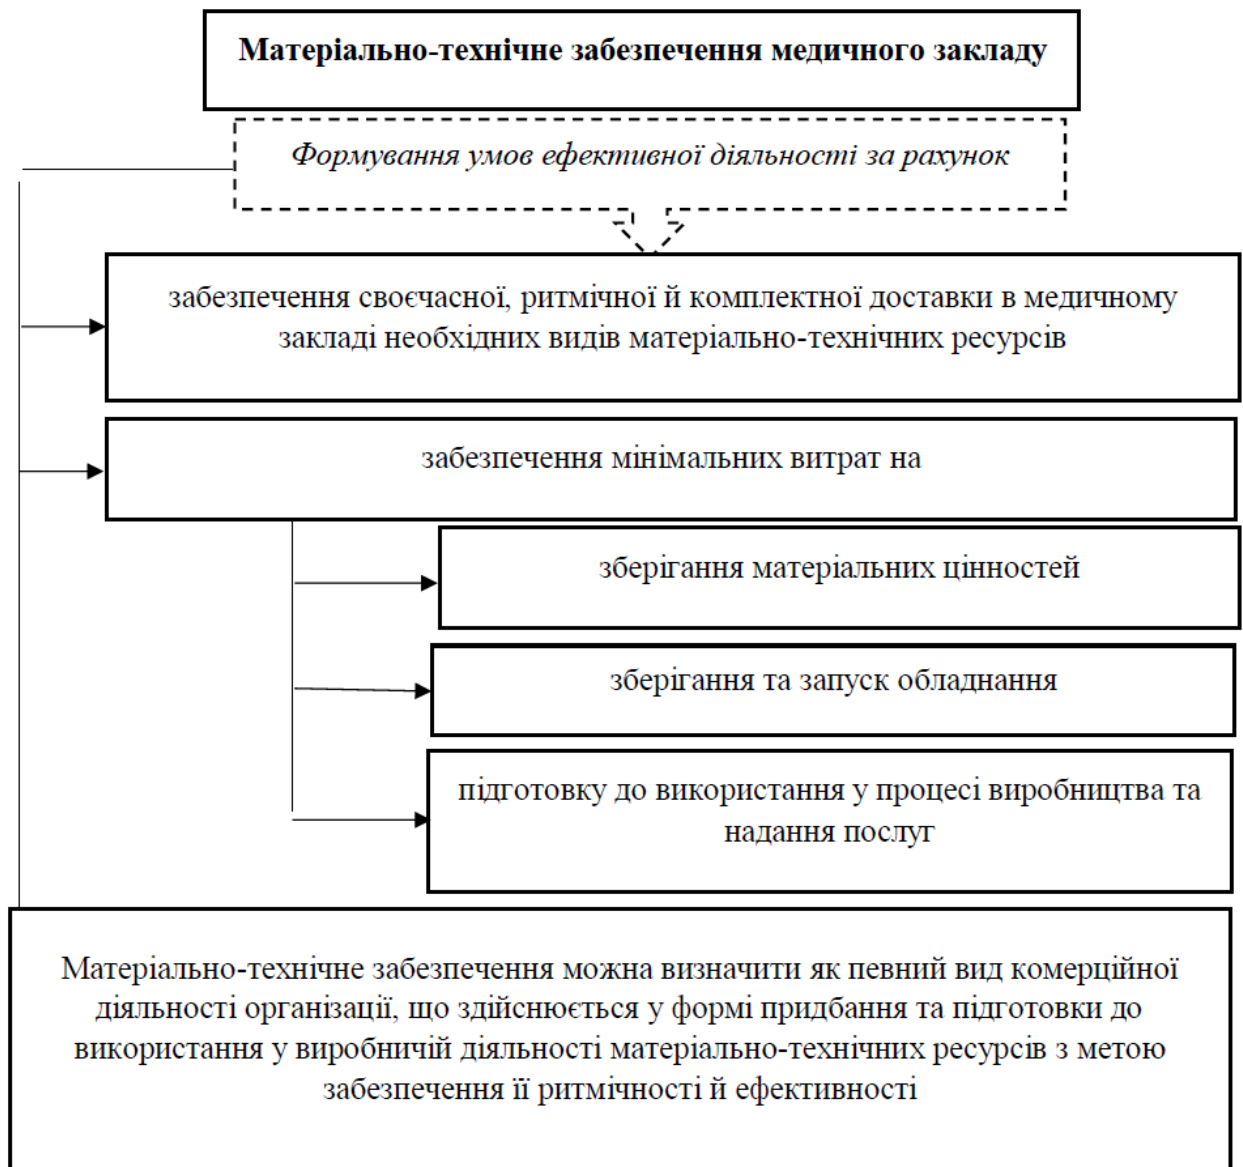 Матеріально-технічне забезпечення медичного закладу
Формування умов ефективної діяльності за рахунок
забезпечення своєчасної, ритмічної й комплектної доставки в медичному
закладі необхідних видів матеріально-технічних ресурсів
забезпечення мінімальних витрат на
зберігання матеріальних цінностей
зберігання та запуск обладнання
підготовку до використання у процесі виробництва та
надання послуг
Матеріально-технічне забезпечення можна визначити як певний вид комерційної
діяльності організації, що здійснюється у формі придбання та підготовки до
використання у виробничій діяльності матеріально-технічних ресурсів з метою
забезпечення її ритмічності й ефективності